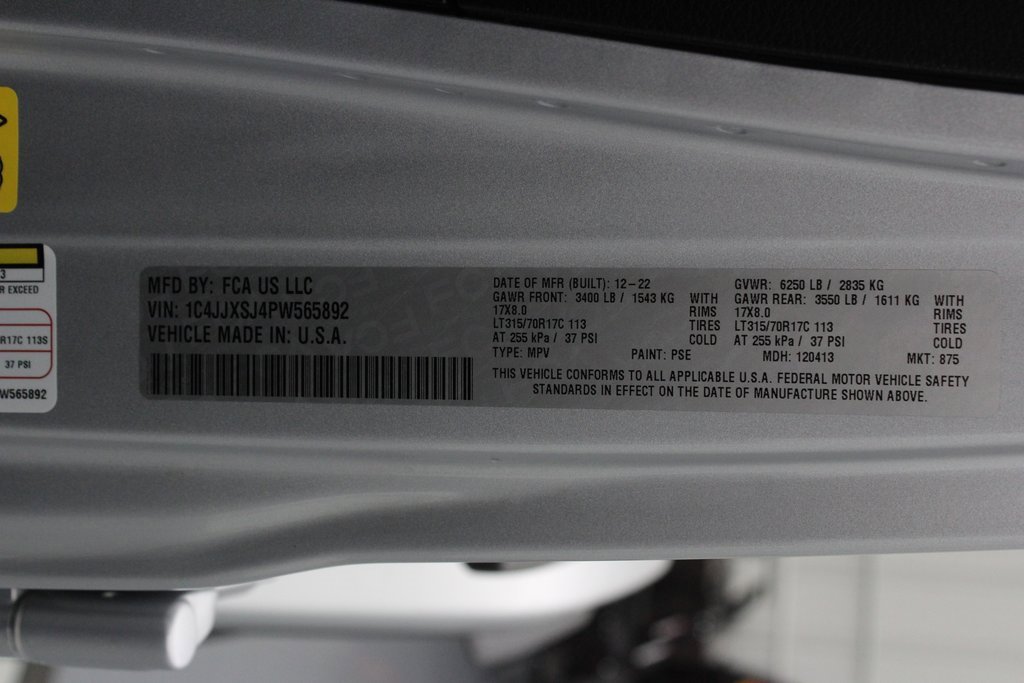 3
R EXCEED
R17C 113S
37 PSI
W565892
MFD BY: FCA US LLC
VIN: 1C4JJXSJ4PW565892
VEHICLE MADE IN: U.S.A.
DATE OF MFR (BUILT): 12-22
GAWR FRONT: 3400 LB / 1543 KG WITH
17X8.0 RIMS
LT315/70R17C 113 TIRES
AT 255 kPa / 37 PSI COLD
TYPE: MPV PAINT: PSE
GVWR: 6250 LB / 2835 KG
GAWR REAR: 3550 LB / 1611 KG WITH
17X8.0 RIMS
LT315/70R17C 113 TIRES
AT 255 kPa / 37 PSI COLD
MDH: 120413 MKT: 875
THIS VEHICLE CONFORMS TO ALL APPLICABLE U.S.A. FEDERAL MOTOR VEHICLE SAFETY
STANDARDS IN EFFECT ON THE DATE OF MANUFACTURE SHOWN ABOVE.